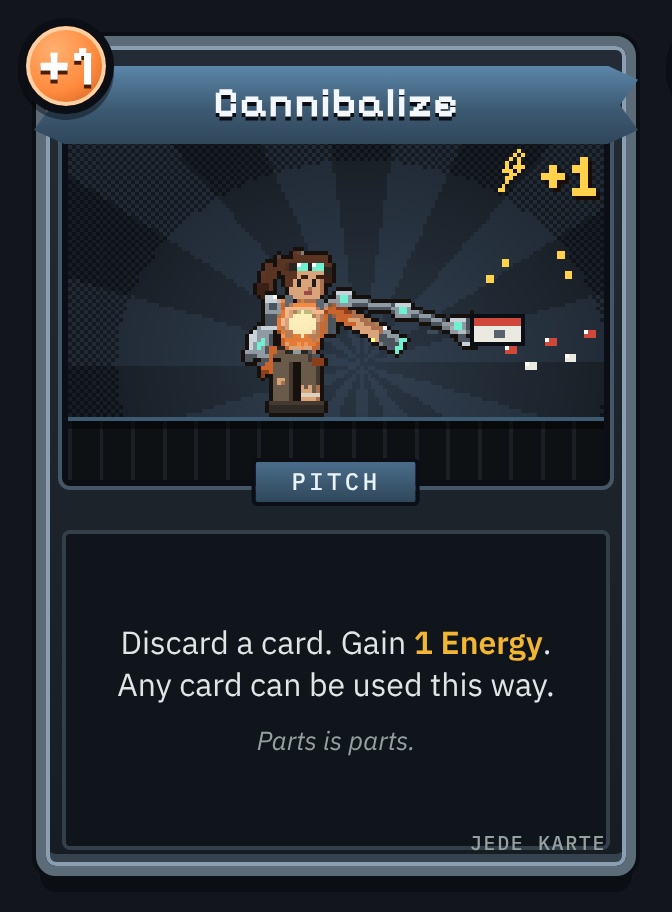 +1
Cannibalize
+1
PITCH
Discard a card. Gain 1 Energy.
Any card can be used this way.
Parts is parts.
JEDE KARTE